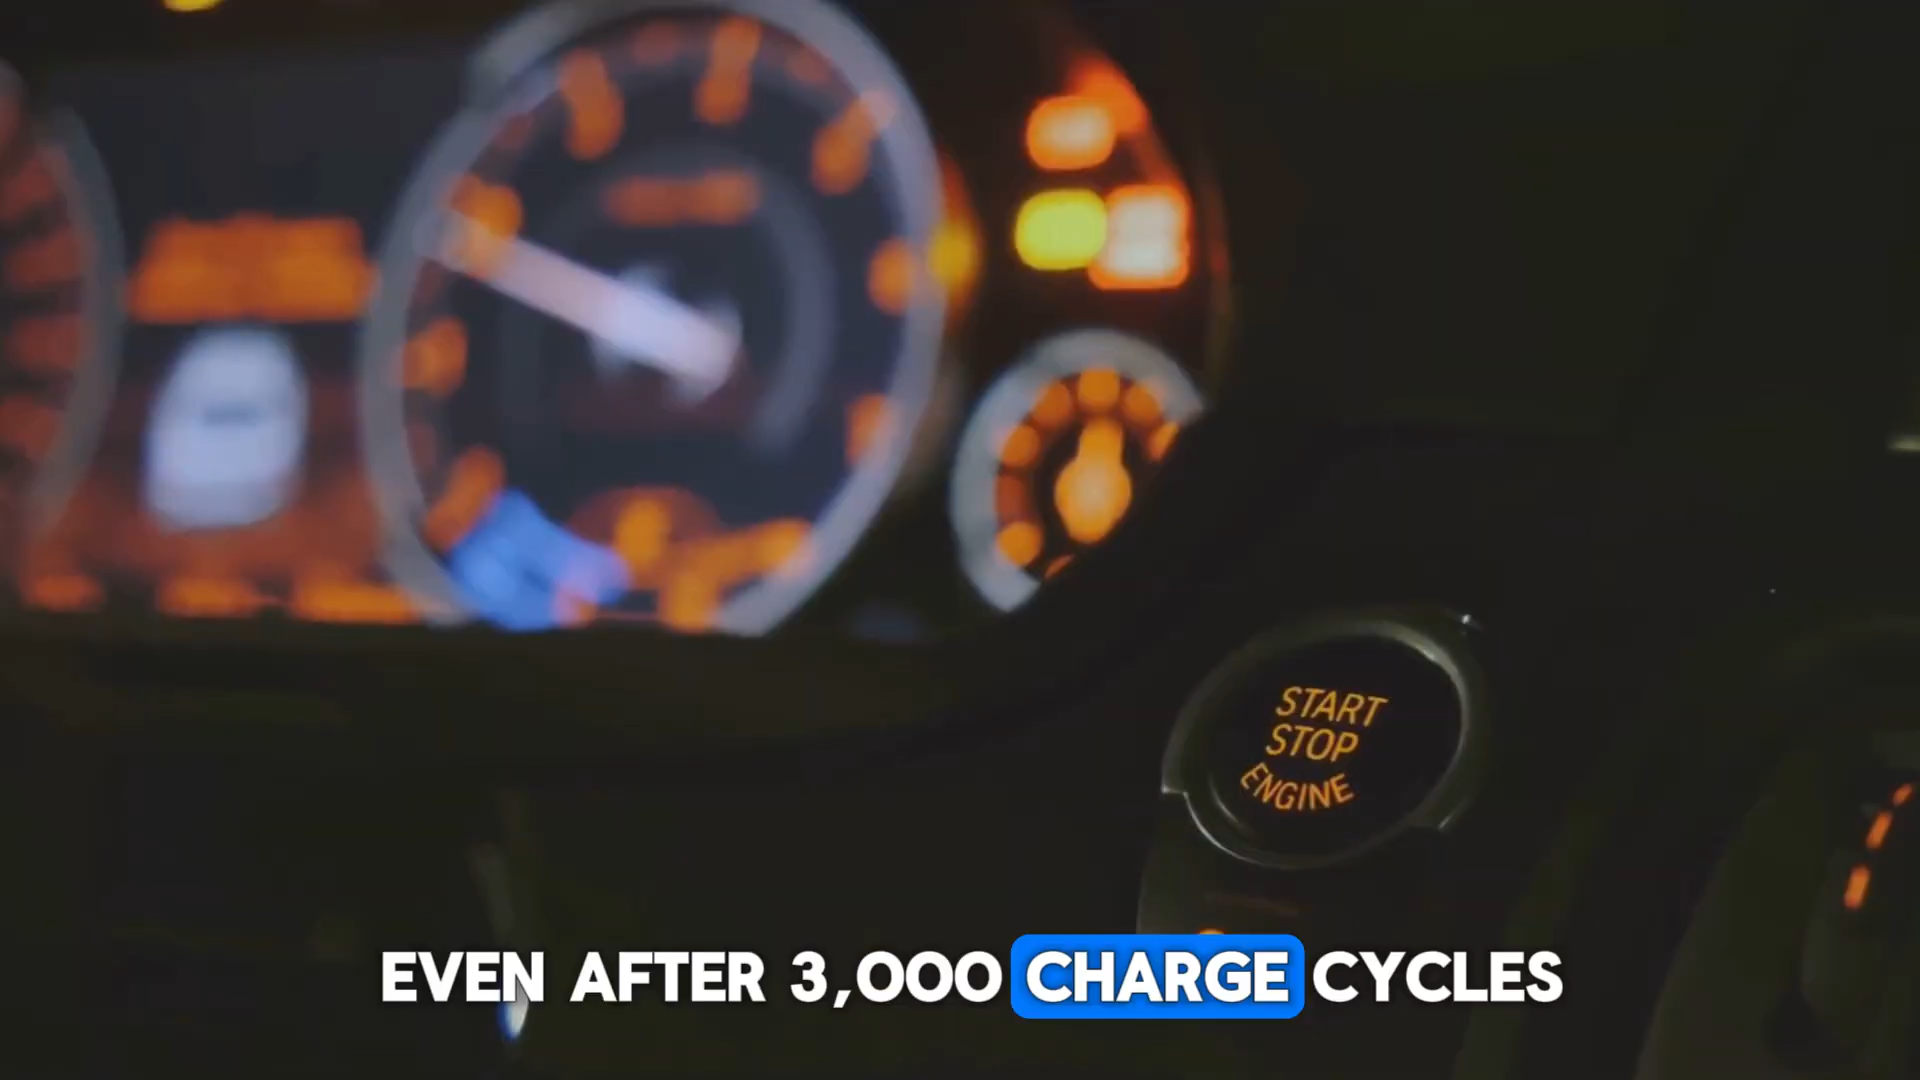 START
STOP
ENGINE
EVEN AFTER 3,000 CHARGE CYCLES